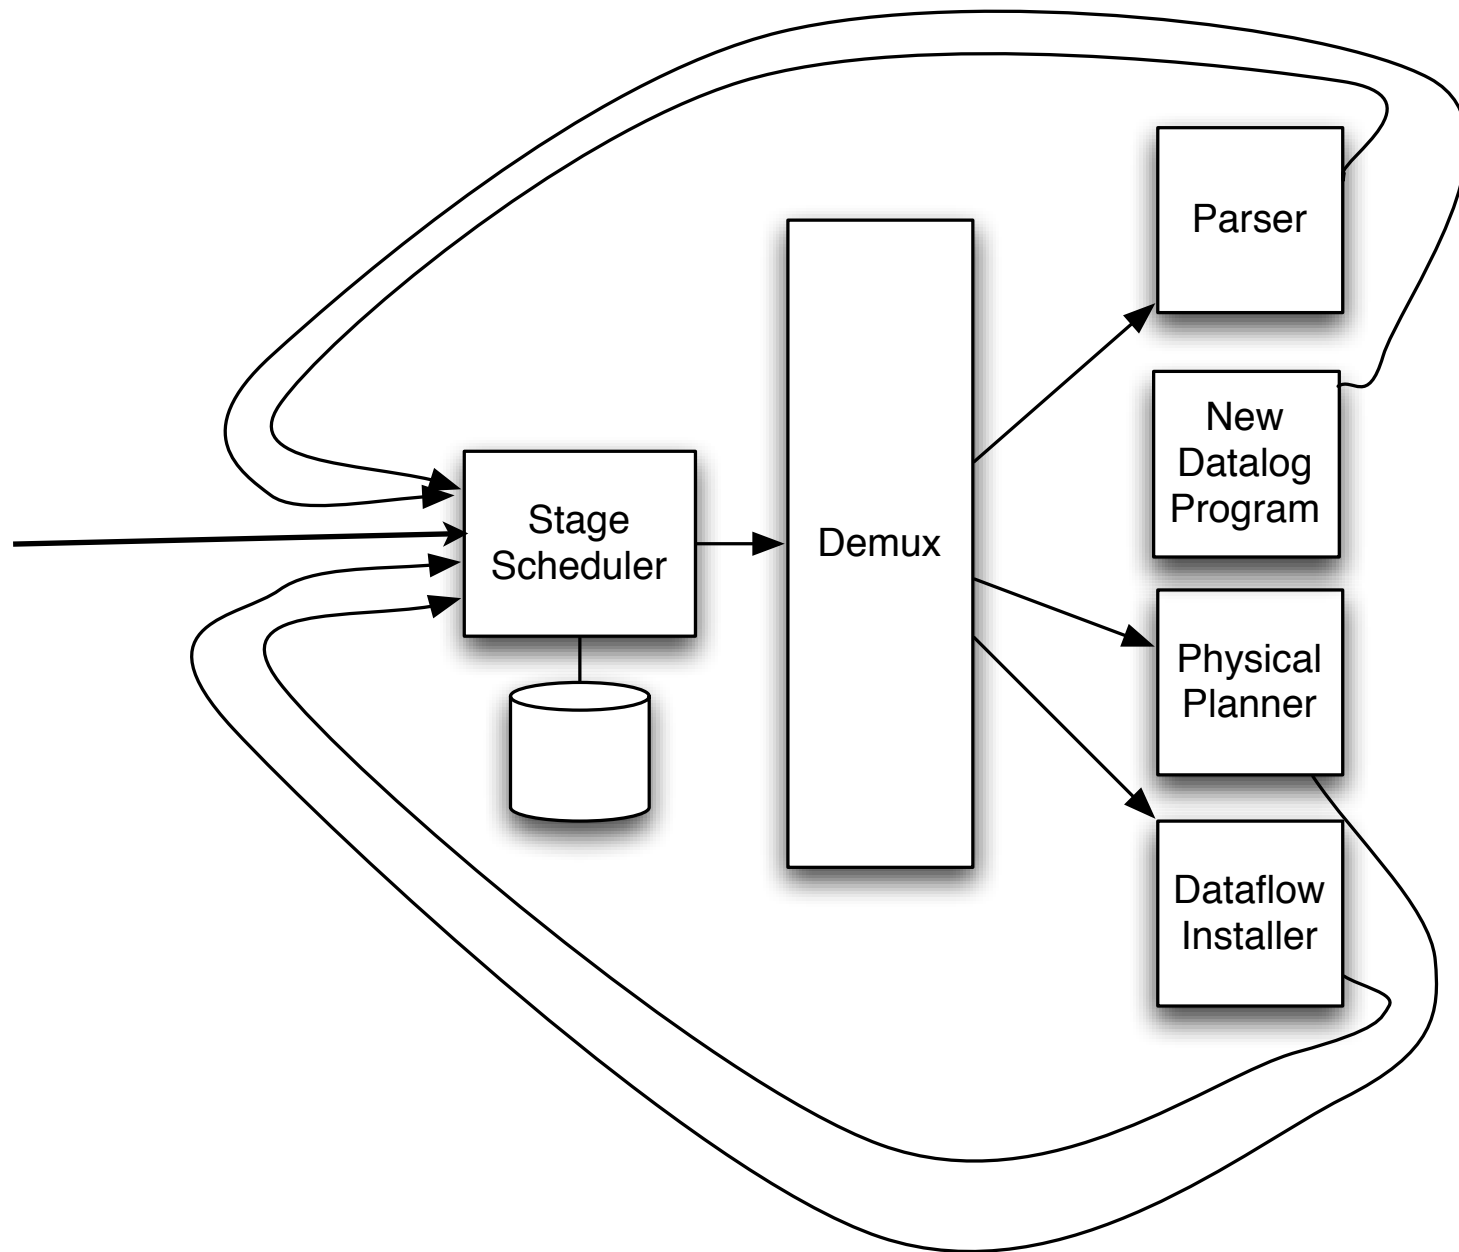 Parser
New
Datalog
Program
Stage
Scheduler
Demux
Physical
Planner
Dataflow
Installer